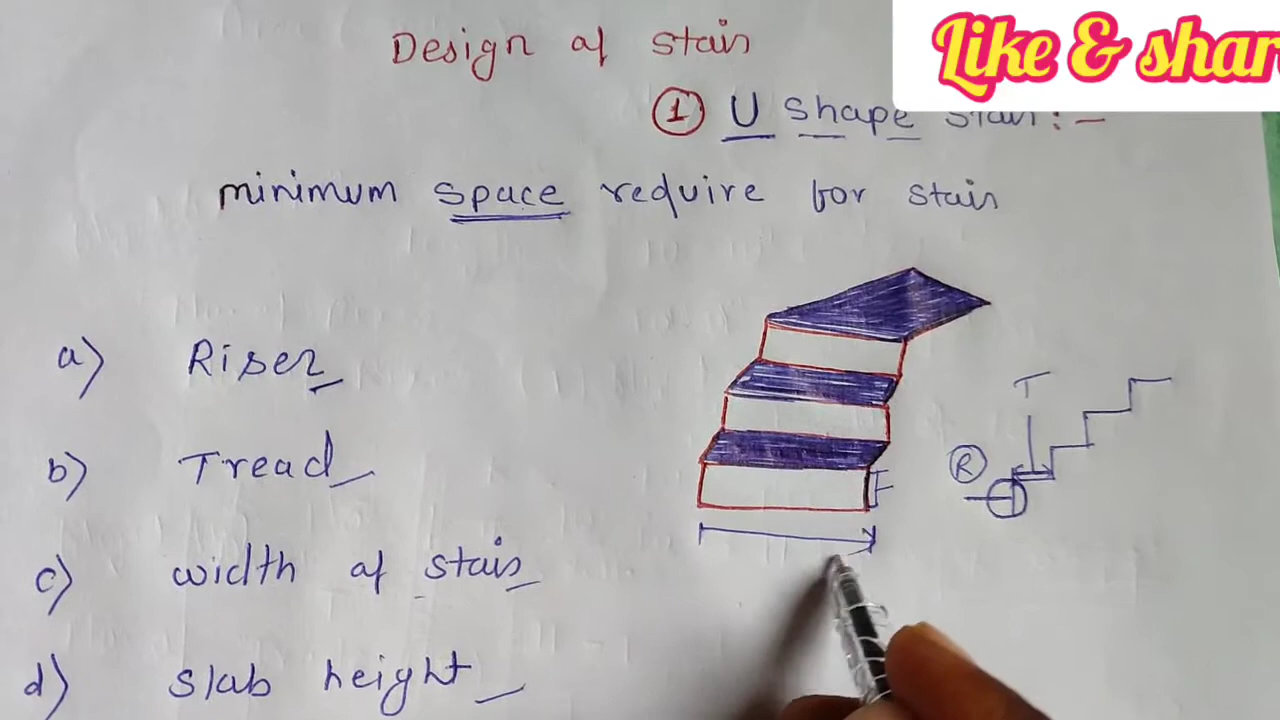 Design of stair
Like & shar
① U shape stair:-
minimum space require for stair
a) Riser
b) Tread
c) width of stair
d) slab height
T
R